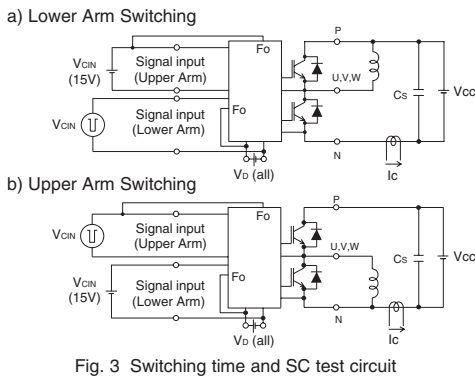 a) Lower Arm Switching
P
Fo
VCIN
(15V)
Signal input
(Upper Arm)
U,V,W
CS
VCC
VCIN
Signal input
(Lower Arm)
Fo
N
IC
VD (all)
b) Upper Arm Switching
P
Fo
VCIN
Signal input
(Upper Arm)
U,V,W
CS
VCC
VCIN
(15V)
Signal input
(Lower Arm)
Fo
N
IC
VD (all)
Fig. 3 Switching time and SC test circuit